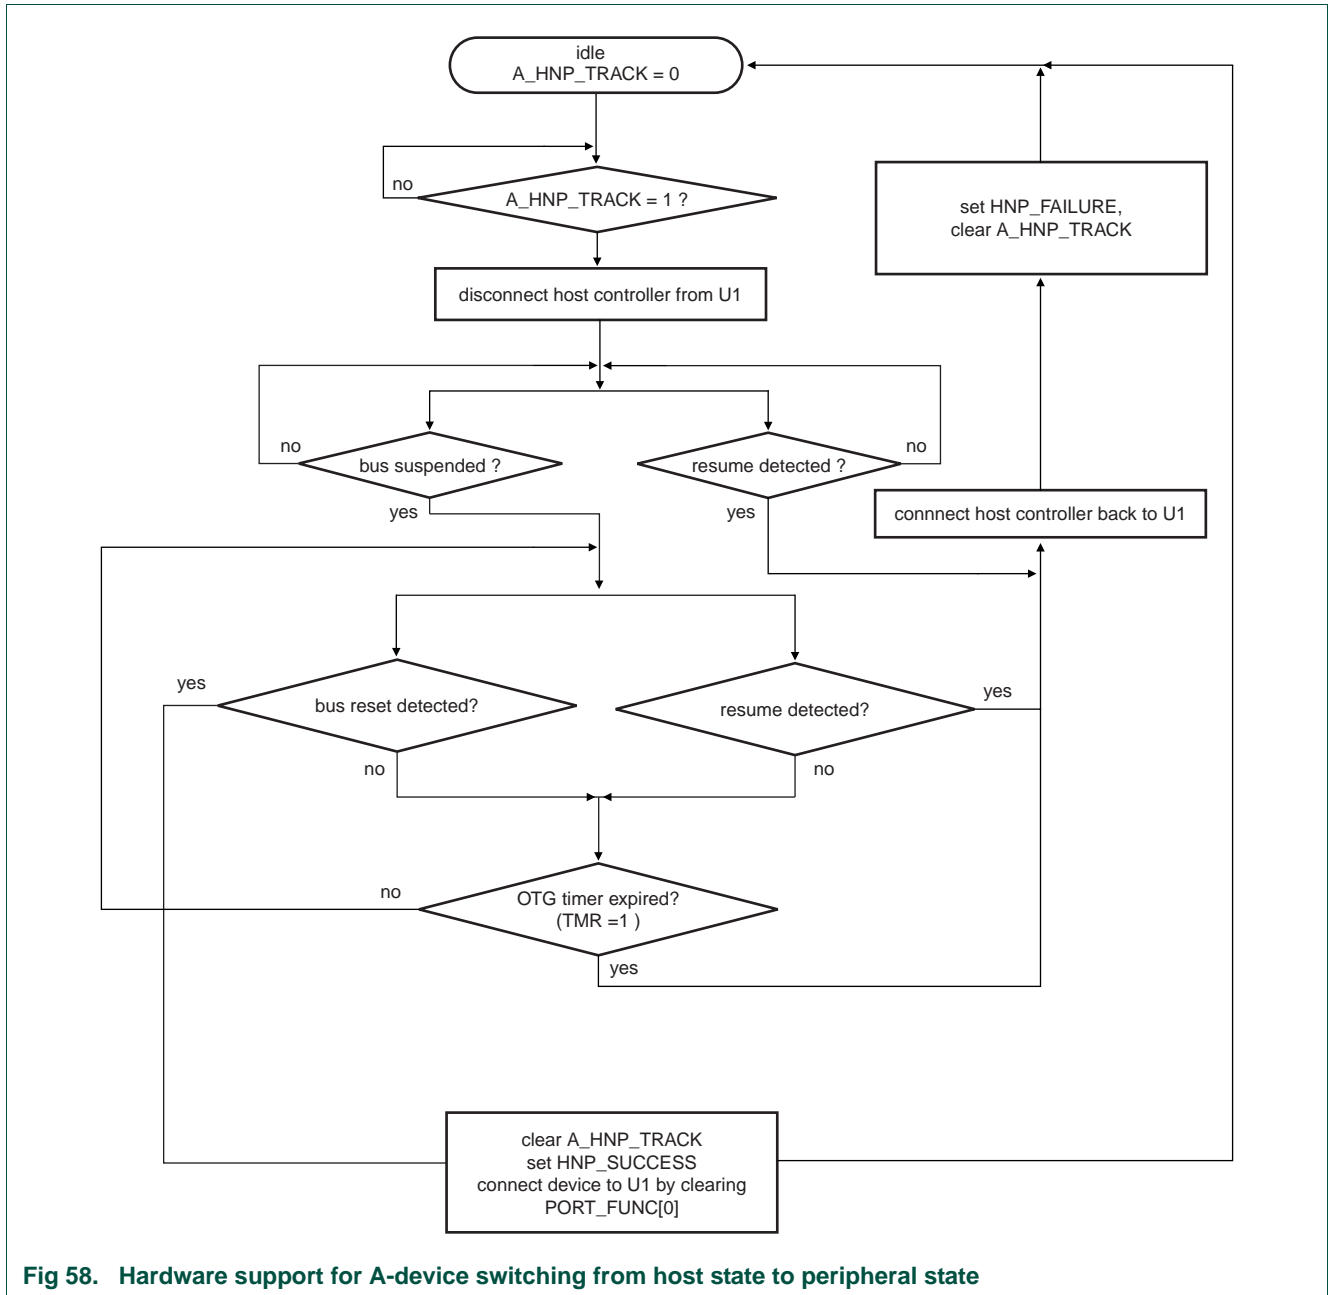 idle
A_HNP_TRACK = 0
no
A_HNP_TRACK = 1 ?
set HNP_FAILURE,
clear A_HNP_TRACK
disconnect host controller from U1
no
bus suspended ?
resume detected ?
no
yes
yes
connnect host controller back to U1
yes
bus reset detected?
resume detected?
yes
no
no
no
OTG timer expired?
(TMR =1 )
yes
clear A_HNP_TRACK
set HNP_SUCCESS
connect device to U1 by clearing
PORT_FUNC[0]
Fig 58. Hardware support for A-device switching from host state to peripheral state